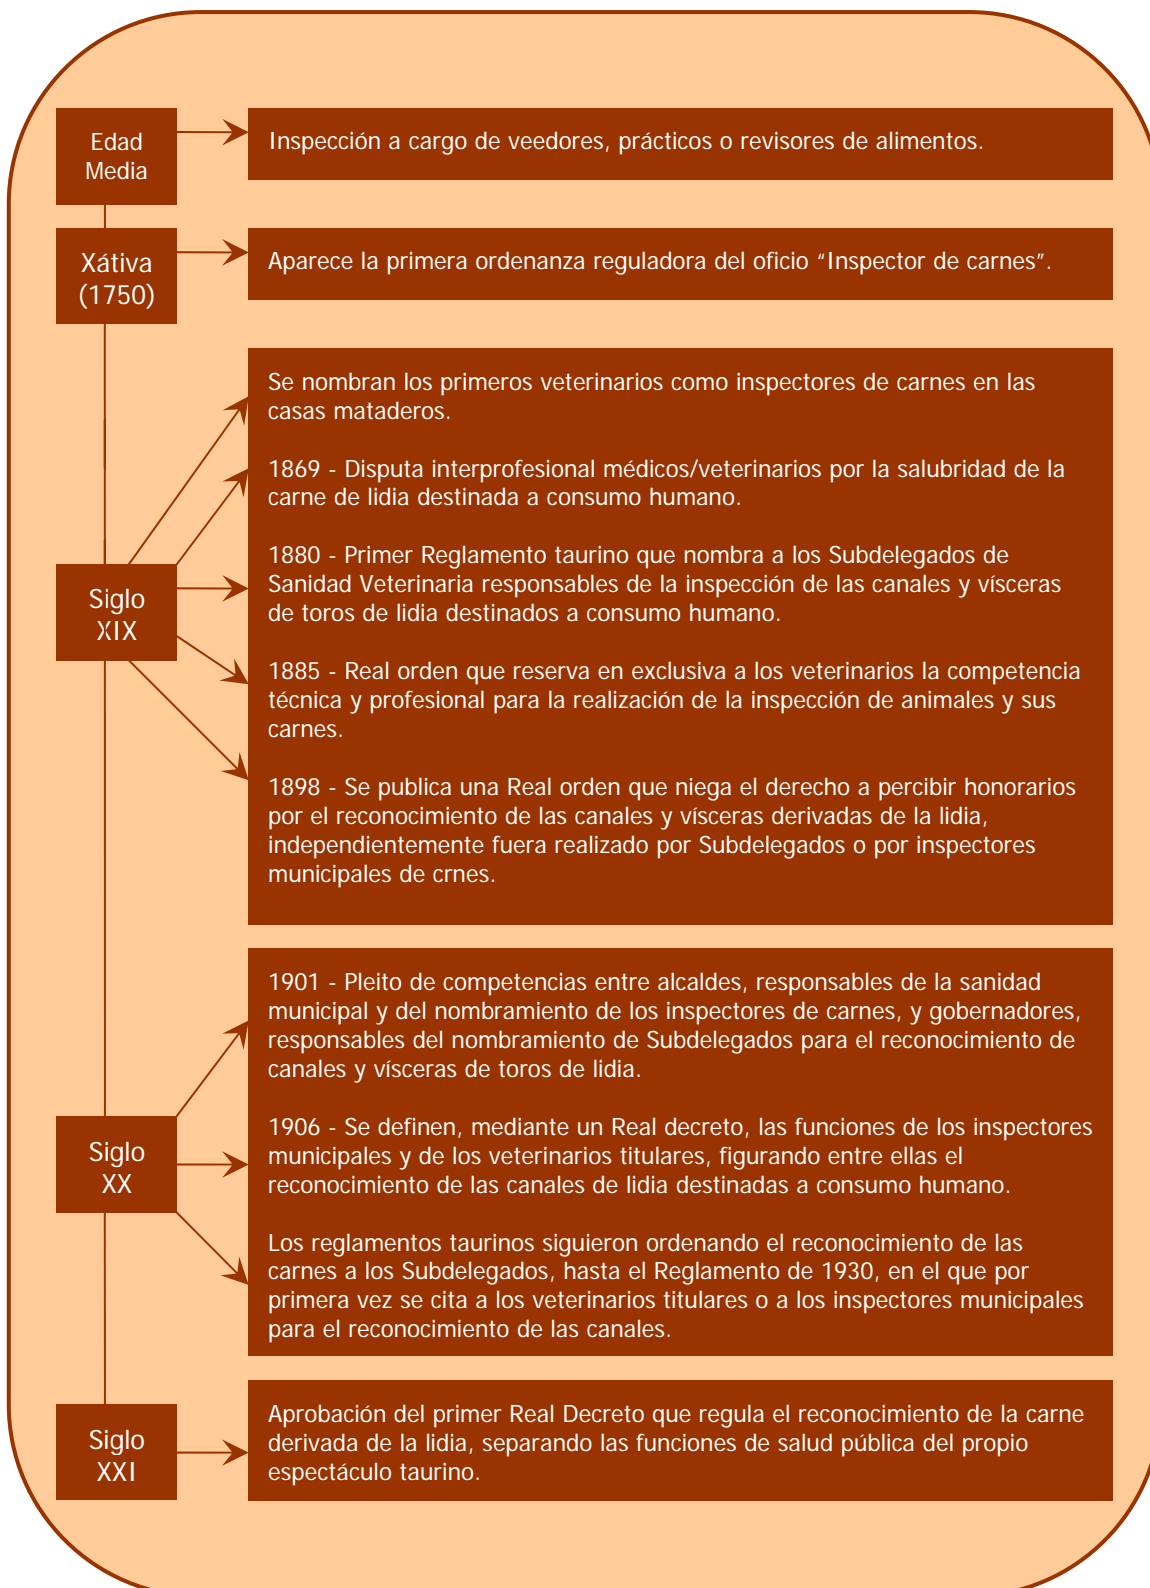 Edad
Media
Inspección a cargo de veedores, prácticos o revisores de alimentos.
Xátiva
(1750)
Aparece la primera ordenanza reguladora del oficio “Inspector de carnes”.
Siglo
XIX
Se nombran los primeros veterinarios como inspectores de carnes en las
casas mataderos.
1869 - Disputa interprofesional médicos/veterinarios por la salubridad de la
carne de lidia destinada a consumo humano.
1880 - Primer Reglamento taurino que nombra a los Subdelegados de
Sanidad Veterinaria responsables de la inspección de las canales y vísceras
de toros de lidia destinados a consumo humano.
1885 - Real orden que reserva en exclusiva a los veterinarios la competencia
técnica y profesional para la realización de la inspección de animales y sus
carnes.
1898 - Se publica una Real orden que niega el derecho a percibir honorarios
por el reconocimiento de las canales y vísceras derivadas de la lidia,
independientemente fuera realizado por Subdelegados o por inspectores
municipales de crnes.
Siglo
XX
1901 - Pleito de competencias entre alcaldes, responsables de la sanidad
municipal y del nombramiento de los inspectores de carnes, y gobernadores,
responsables del nombramiento de Subdelegados para el reconocimiento de
canales y vísceras de toros de lidia.
1906 - Se definen, mediante un Real decreto, las funciones de los inspectores
municipales y de los veterinarios titulares, figurando entre ellas el
reconocimiento de las canales de lidia destinadas a consumo humano.
Los reglamentos taurinos siguieron ordenando el reconocimiento de las
carnes a los Subdelegados, hasta el Reglamento de 1930, en el que por
primera vez se cita a los veterinarios titulares o a los inspectores municipales
para el reconocimiento de las canales.
Siglo
XXI
Aprobación del primer Real Decreto que regula el reconocimiento de la carne
derivada de la lidia, separando las funciones de salud pública del propio
espectáculo taurino.